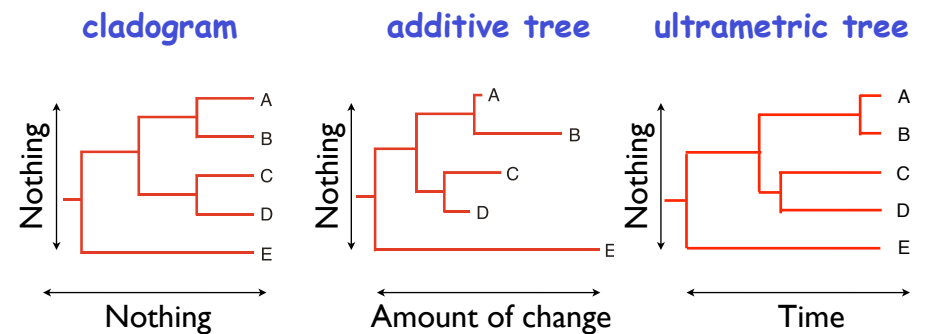 cladogram
additive tree
ultrametric tree
Nothing
A
B
C
D
E
Nothing
Nothing
A
B
C
D
E
Amount of change
Nothing
A
B
C
D
E
Time